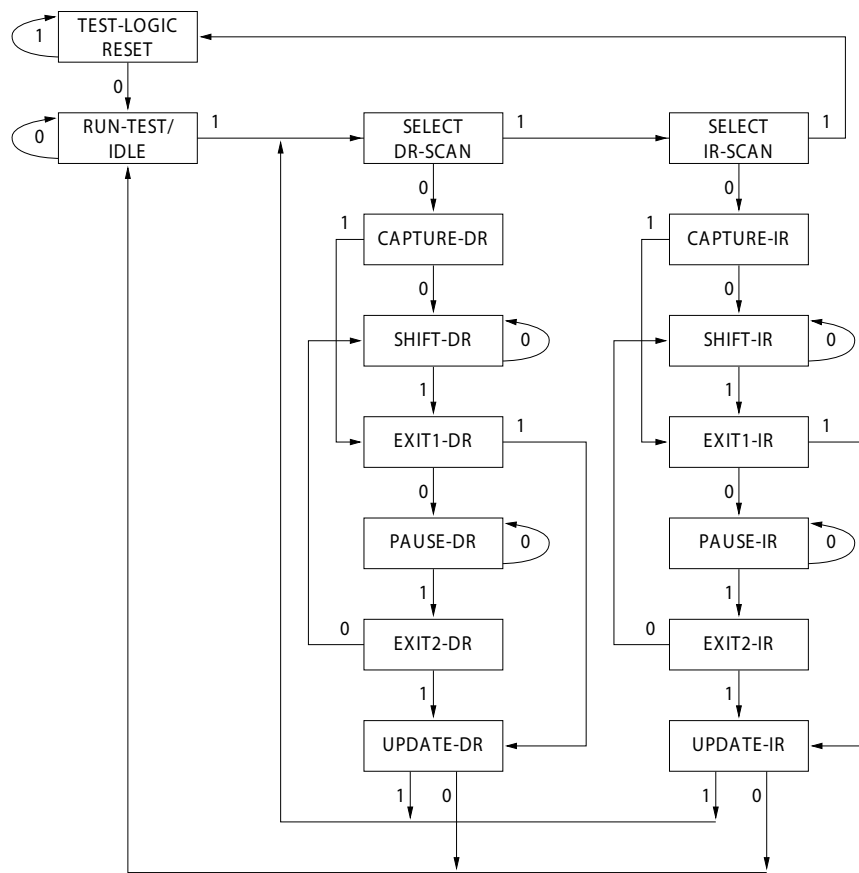 TEST-LOGIC
RESET
1
0
RUN-TEST/
IDLE
0
1
SELECT
DR-SCAN
1
SELECT
IR-SCAN
1
0
0
1
CAPTURE-DR
1
CAPTURE-IR
0
0
SHIFT-DR
0
SHIFT-IR
0
1
1
EXIT1-DR
1
EXIT1-IR
1
0
0
PAUSE-DR
0
PAUSE-IR
0
1
1
0
EXIT2-DR
0
EXIT2-IR
1
1
UPDATE-DR
UPDATE-IR
1
0
1
0